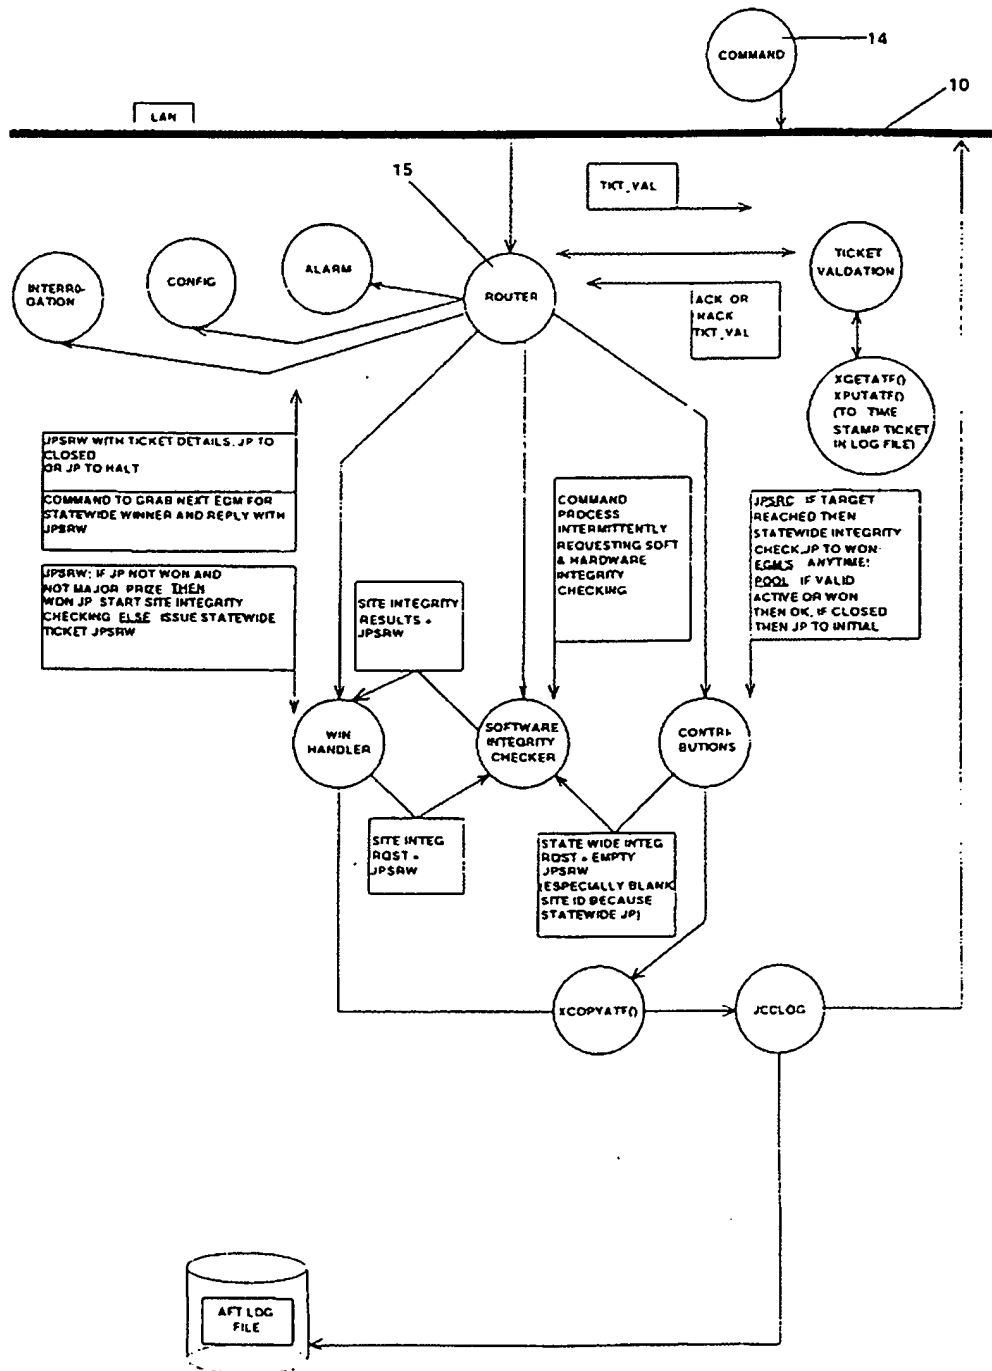 COMMAND
14
10
LAN
15
TKT_VAL
INTERRO-
GATION
CONFIG
ALARM
ROUTER
TICKET
VALDATION
ACK OR
NACK
TKT_VAL
XGETATF()
XPUTATF()
(TO TIME
STAMP TICKET
IN LOG FILE)
JPSRW WITH TICKET DETAILS, JP TO
CLOSED
OR JP TO HALT
COMMAND TO GRAB NEXT EGM FOR
STATEWIDE WINNER AND REPLY WITH
JPSRW
JPSRW; IF JP NOT WON AND
NOT MAJOR PRIZE THEN
WON JP START SITE INTEGRITY
CHECKING ELSE ISSUE STATEWIDE
TICKET JPSRW
SITE INTEGRITY
RESULTS +
JPSRW
COMMAND
PROCESS
INTERMITTENTLY
REQUESTING SOFT
& HARDWARE
INTEGRITY
CHECKING
JPSRC IF TARGET
REACHED THEN
STATEWIDE INTEGRITY
CHECK,JP TO WON:
EGM'S ANYTIME!
POOL IF VALID
ACTIVE OR WON
THEN OK, IF CLOSED
THEN JP TO INITIAL
WIN
HANDLER
SOFTWARE
INTEGRITY
CHECKER
CONTRI-
BUTIONS
SITE INTEG
RQST +
JPSRW
STATE WIDE INTEG
RQST + EMPTY
JPSRW
(ESPECIALLY BLANK
SITE ID BECAUSE
STATEWIDE JP)
XCOPYATF()
JCCLOG
AFT LOG
FILE